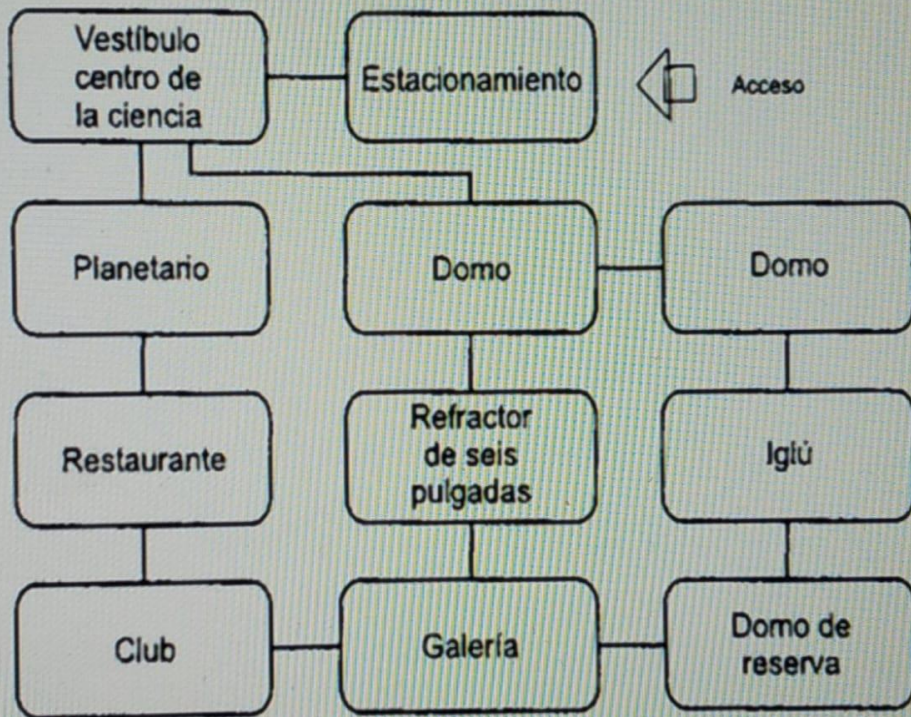 Vestíbulo
centro de
la ciencia
Estacionamiento
Acceso
Planetario
Domo
Domo
Restaurante
Refractor
de seis
pulgadas
Iglú
Club
Galería
Domo de
reserva